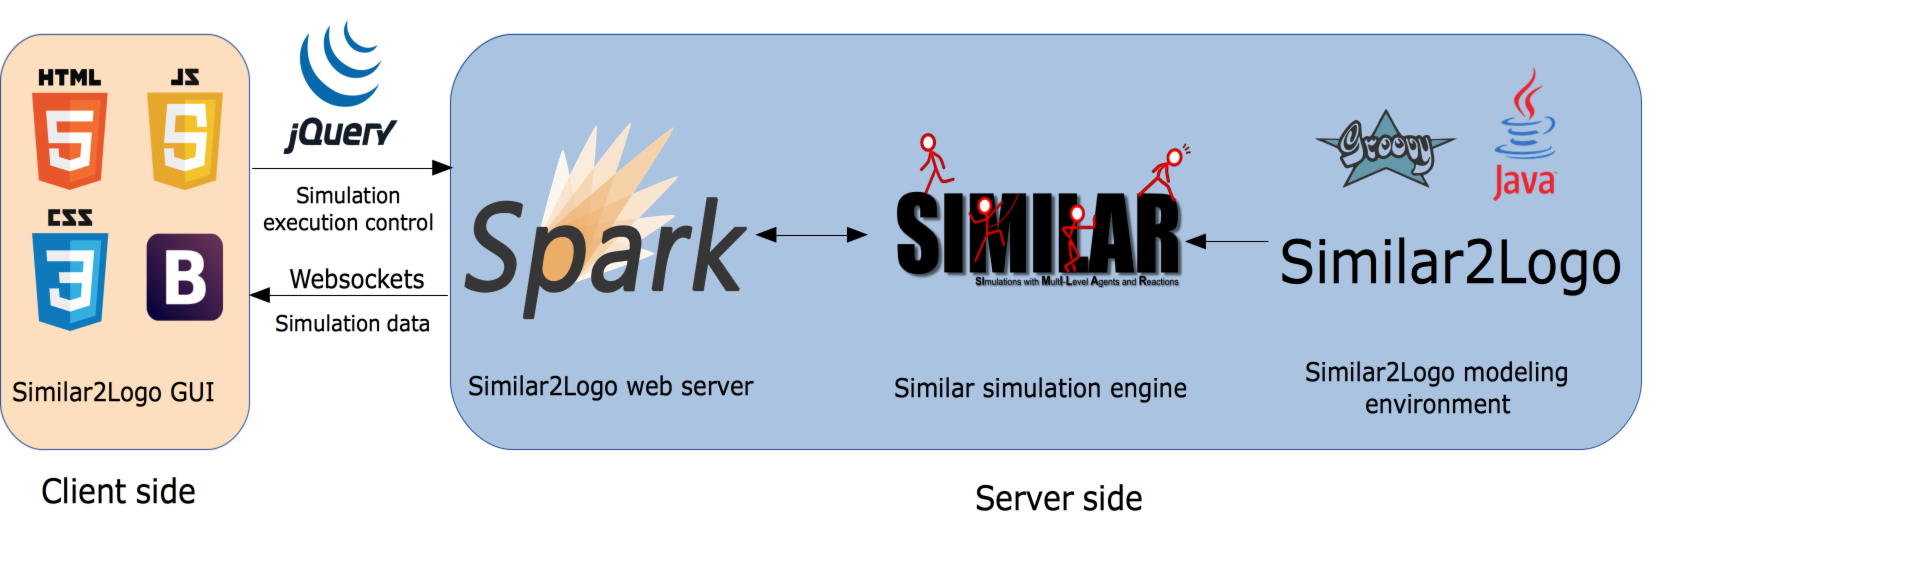 HTML
JS
5
5
CSS
3
B
Similar2Logo GUI
Client side
jQuery
Simulation
execution control
Websockets
Simulation data
Spark
Similar2Logo web server
SIMILAR
SImulations with MultI-Level Agents and Reactions
Similar simulation engine
Groovy
Java
Similar2Logo
Similar2Logo modeling
environment
Server side